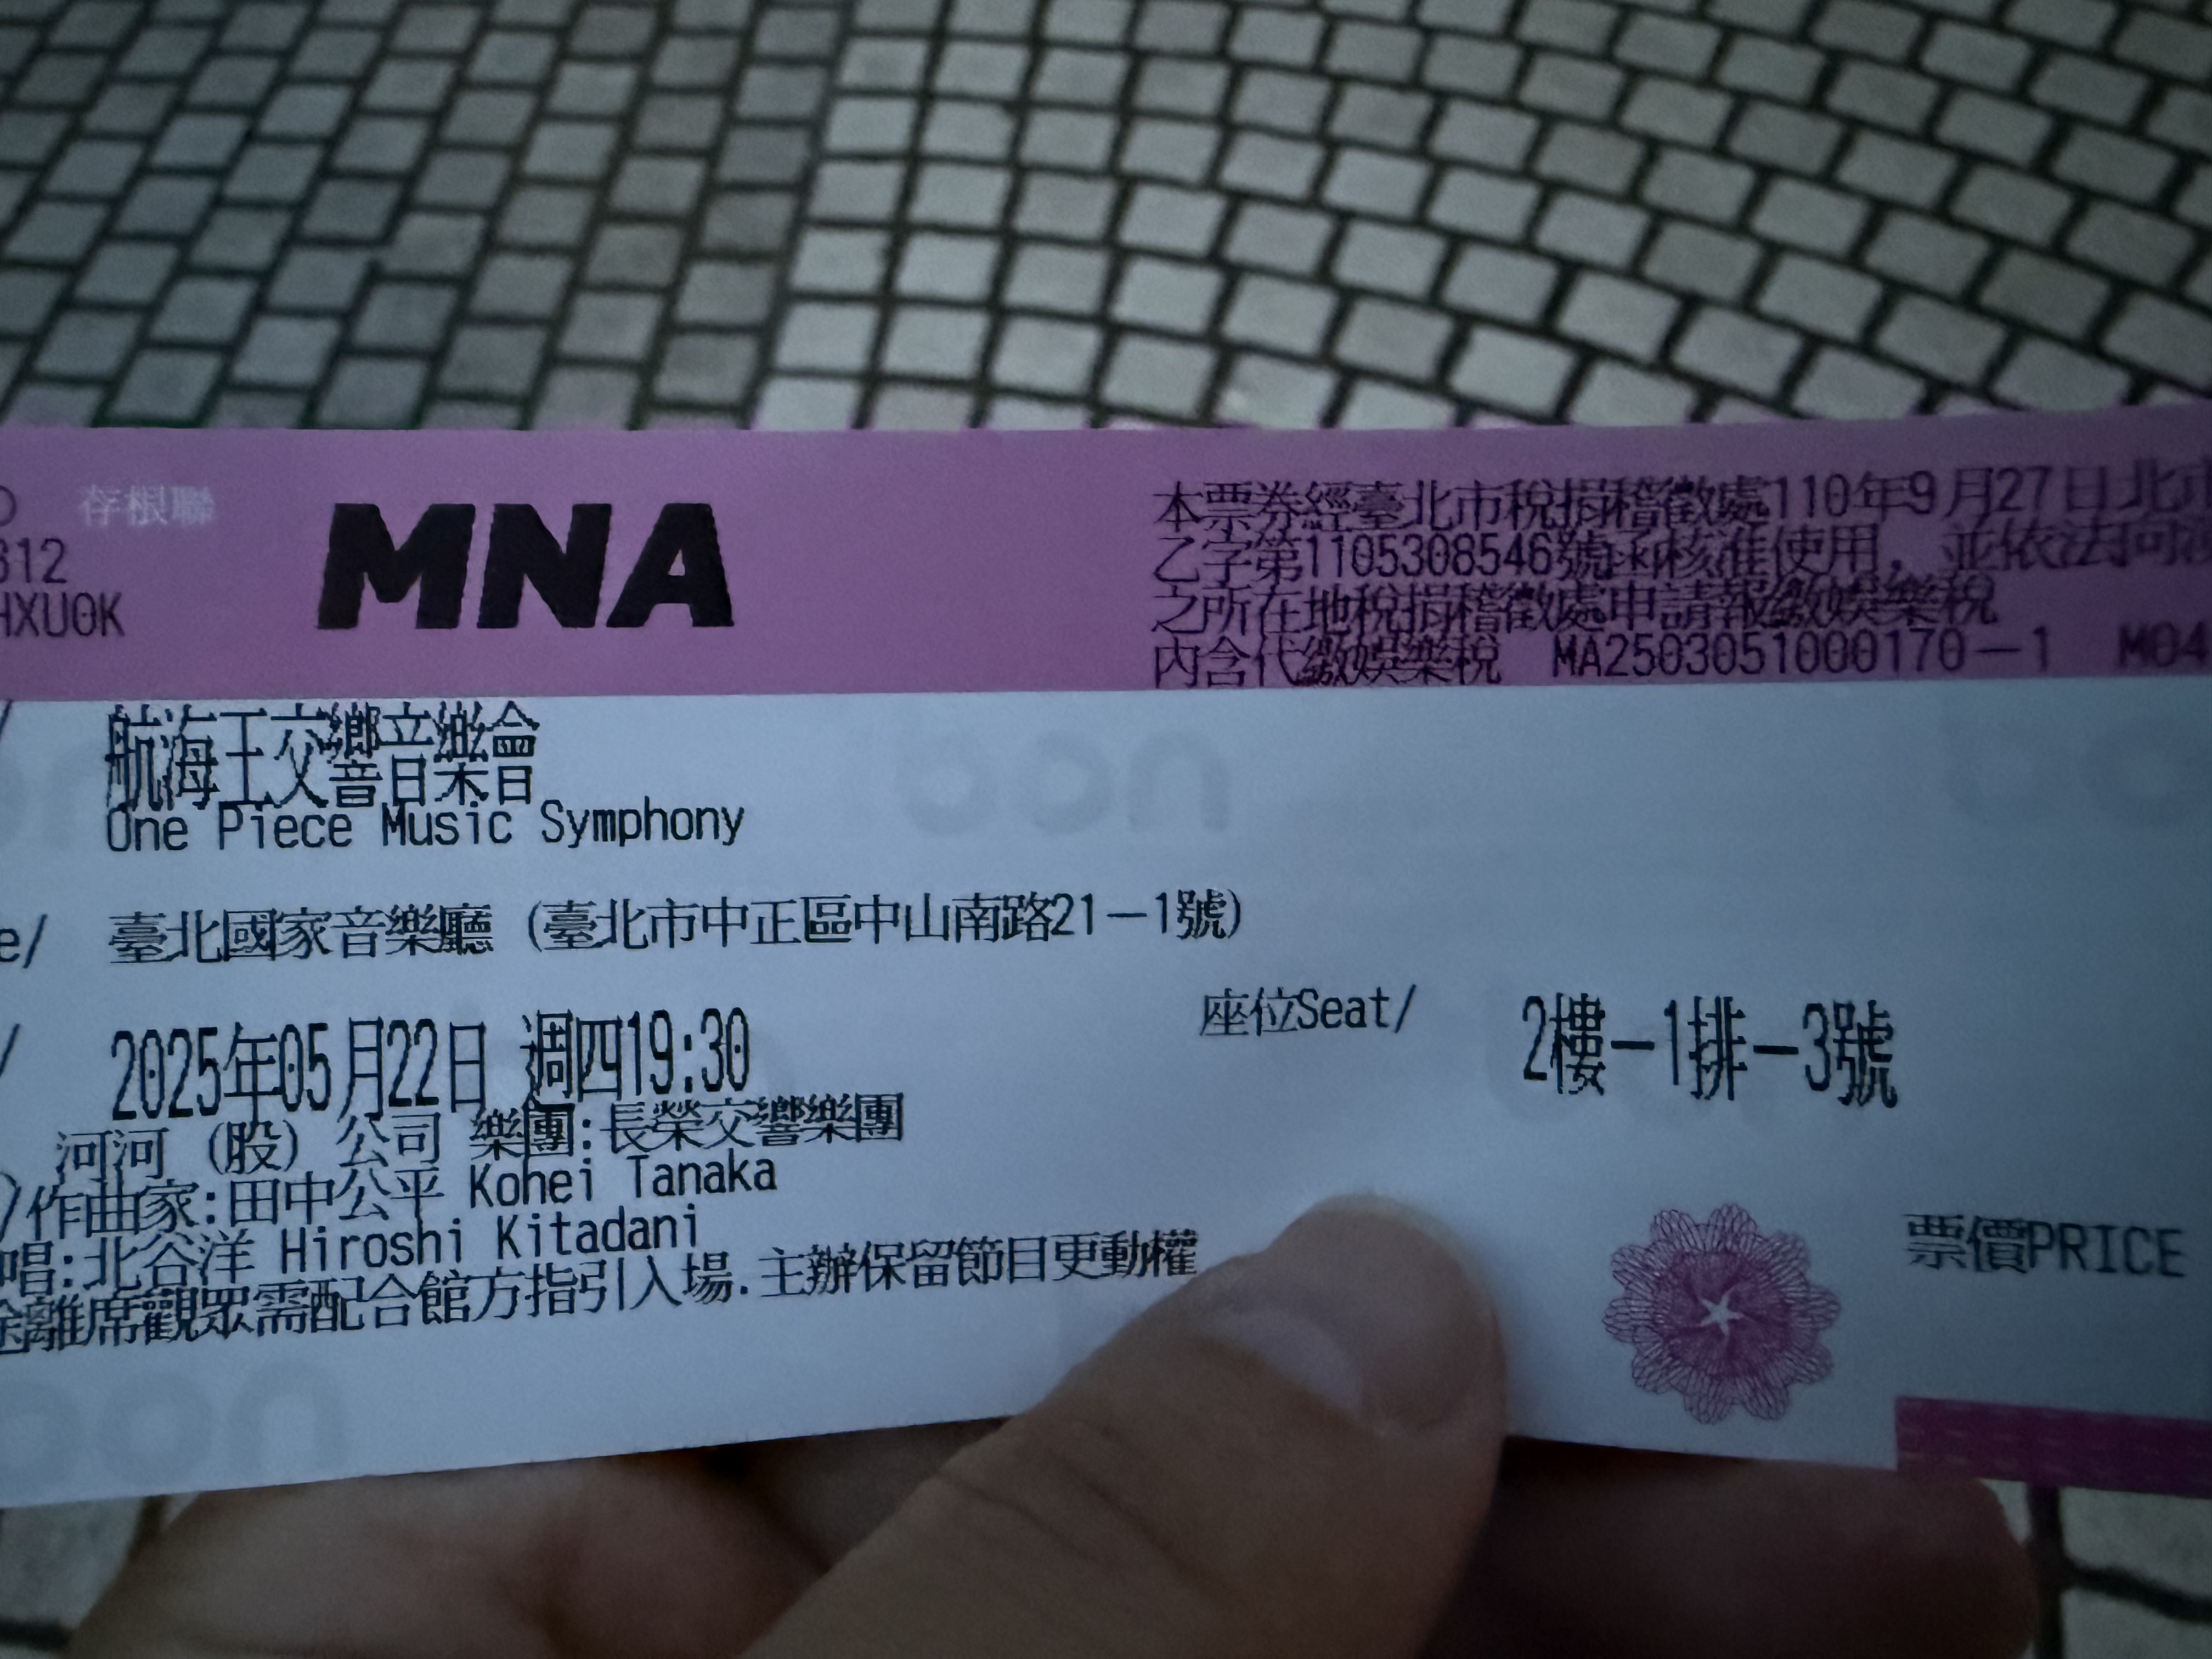 存根聯
312
HXU0K
MNA
本票券經臺北市稅捐稽徵處110年9月27日北市
乙字第1105308546號函核准使用，並依法向
之所在地稅捐稽徵處申請報繳娛樂稅
內含代繳娛樂稅 MA2503051000170-1 M04
航海王交響音樂會
One Piece Music Symphony
e/ 臺北國家音樂廳 (臺北市中正區中山南路21-1號)
/ 2025年05月22日 週四19:30
座位Seat/ 2樓-1排-3號
河河(股)公司 樂團:長榮交響樂團
)/作曲家:田中公平 Kohei Tanaka
唱:北谷洋 Hiroshi Kitadani
離席觀眾需配合館方指引入場.主辦保留節目更動權
票價PRICE